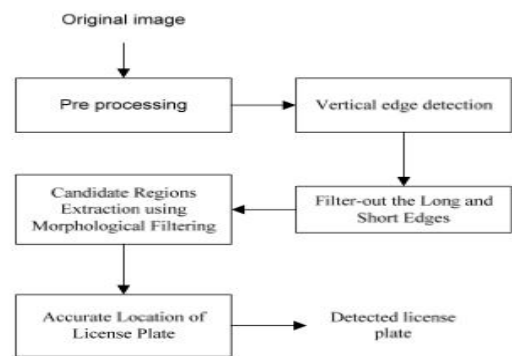 Original image
Pre processing
Vertical edge detection
Filter-out the Long and
Short Edges
Candidate Regions
Extraction using
Morphological Filtering
Accurate Location of
License Plate
Detected license
plate